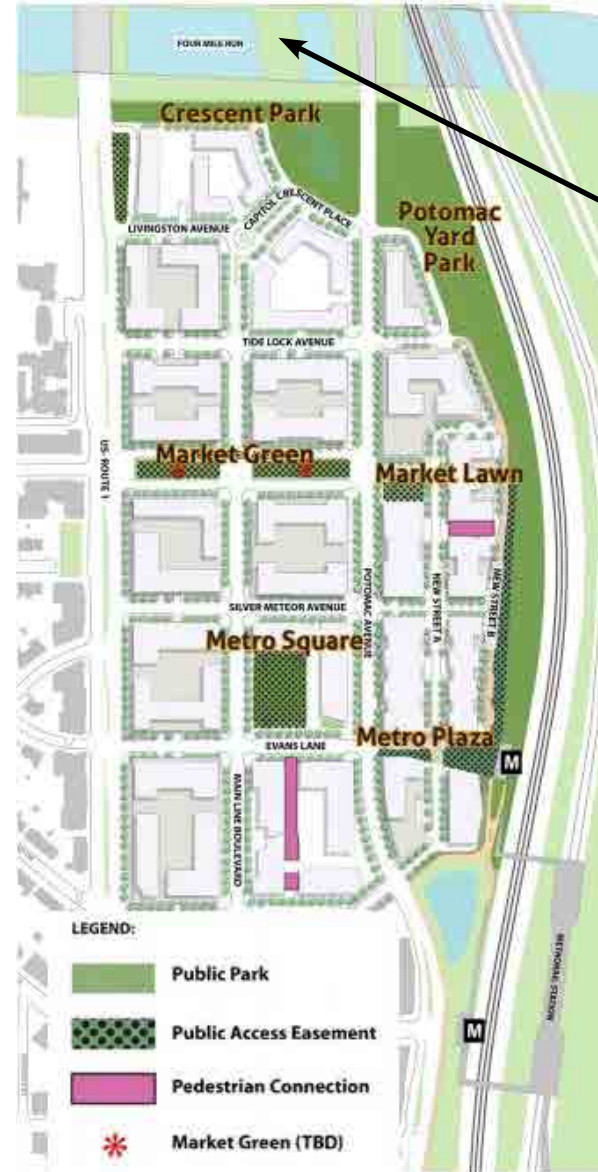 FOUR MILE RUN
Crescent Park
CAPITOL CRESCENT PLACE
LIVINGSTON AVENUE
Potomac
Yard
Park
TIDE LOCK AVENUE
US- ROUTE 1
Market Green
Market Lawn
POTOMAC AVENUE
NEW STREET A
NEW STREET B
SILVER METEOR AVENUE
Metro Square
Metro Plaza
EVANS LANE
M
MAIN LINE BOULEVARD
LEGEND:
Public Park
Public Access Easement
Pedestrian Connection
Market Green (TBD)
M
METRORAIL STATION